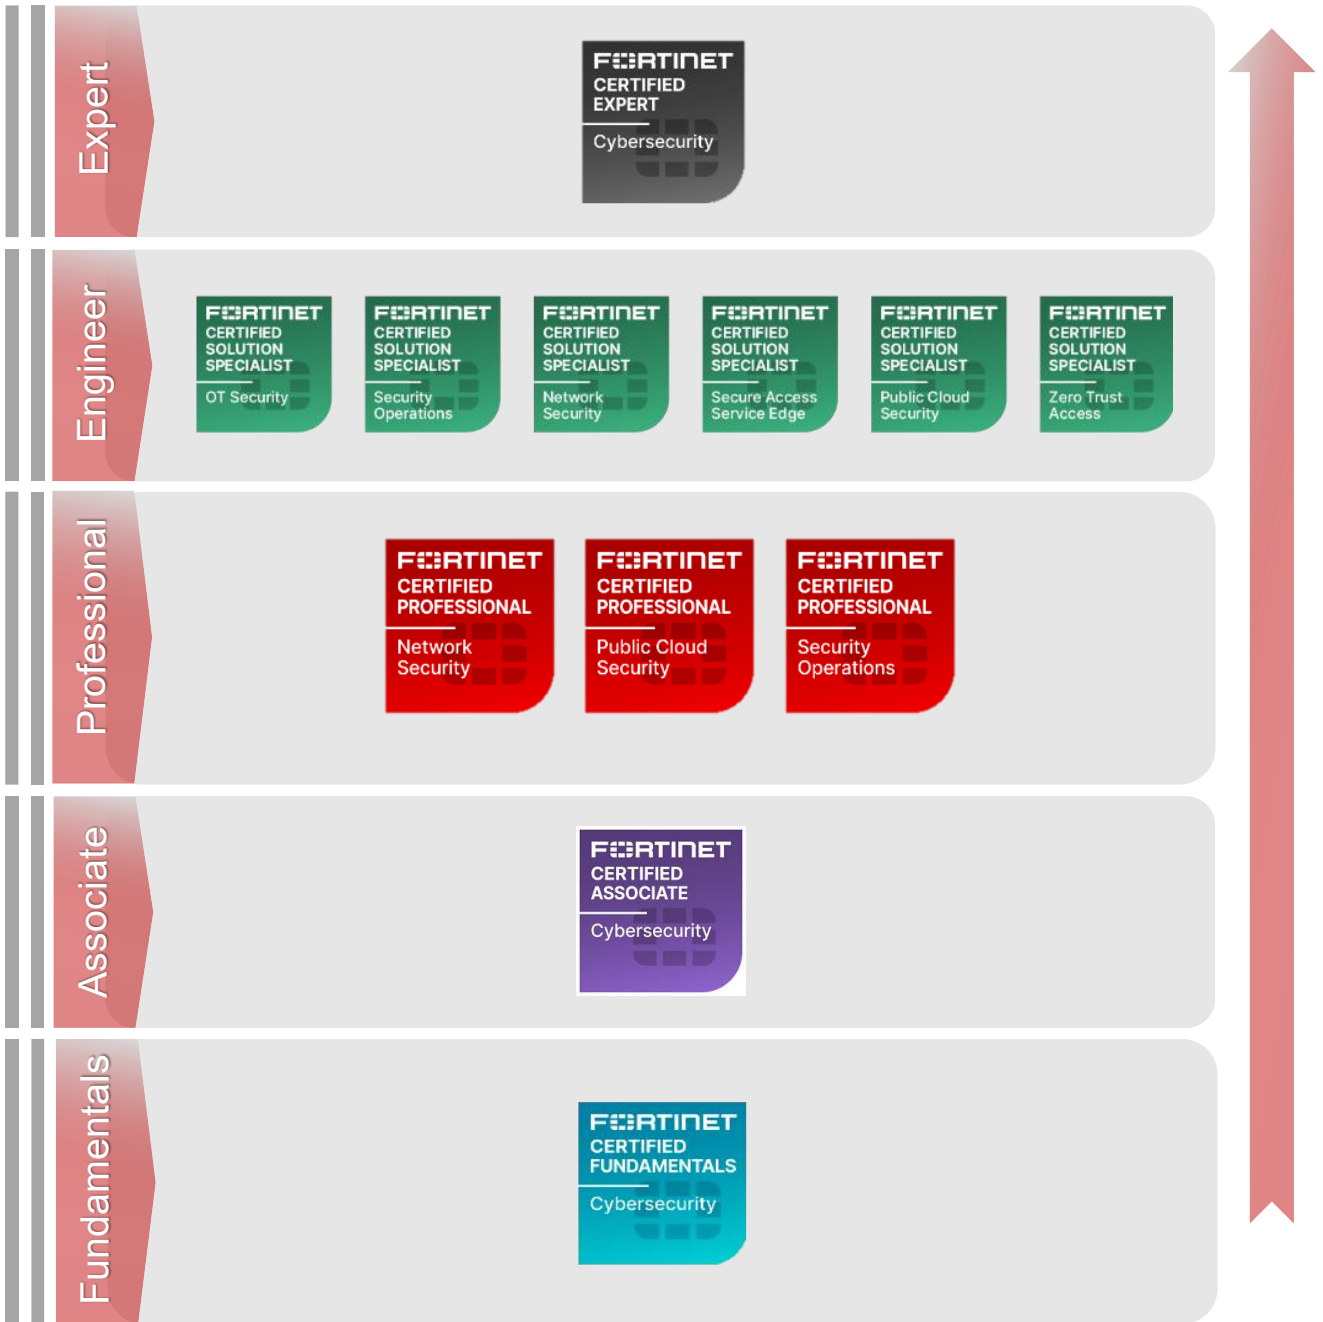 Expert
FORTINET
CERTIFIED
EXPERT
Cybersecurity
Engineer
FORTINET
CERTIFIED
SOLUTION
SPECIALIST
OT Security
FORTINET
CERTIFIED
SOLUTION
SPECIALIST
Security
Operations
FORTINET
CERTIFIED
SOLUTION
SPECIALIST
Network
Security
FORTINET
CERTIFIED
SOLUTION
SPECIALIST
Secure Access
Service Edge
FORTINET
CERTIFIED
SOLUTION
SPECIALIST
Public Cloud
Security
FORTINET
CERTIFIED
SOLUTION
SPECIALIST
Zero Trust
Access
Professional
FORTINET
CERTIFIED
PROFESSIONAL
Network
Security
FORTINET
CERTIFIED
PROFESSIONAL
Public Cloud
Security
FORTINET
CERTIFIED
PROFESSIONAL
Security
Operations
Associate
FORTINET
CERTIFIED
ASSOCIATE
Cybersecurity
Fundamentals
FORTINET
CERTIFIED
FUNDAMENTALS
Cybersecurity